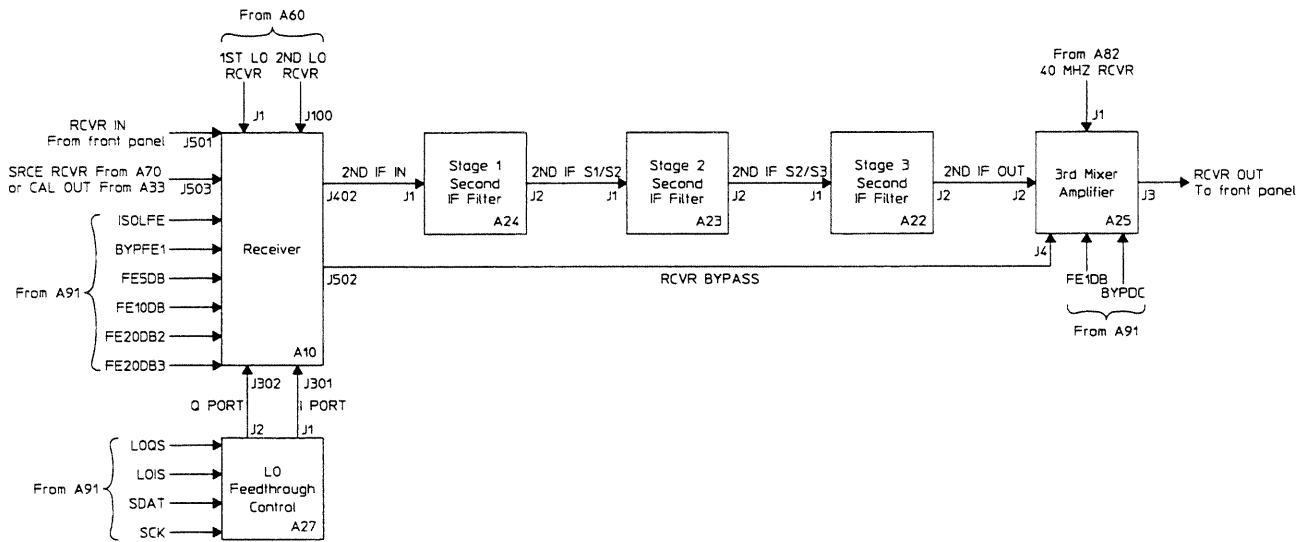 From A60
1ST LO
RCVR
2ND LO
RCVR
J1
J100
RCVR IN
From front panel
J501
SRCE RCVR From A70
or CAL OUT From A33
J503
From A91
ISOLFE
BYPFE1
FE5DB
FE10DB
FE20DB2
FE20DB3
Receiver
A10
J402
2ND IF IN
J1
Stage 1
Second
IF Filter
A24
2ND IF S1/S2
J2
J1
Stage 2
Second
IF Filter
A23
2ND IF S2/S3
J2
J1
Stage 3
Second
IF Filter
A22
2ND IF OUT
J2
J2
From A82
40 MHZ RCVR
J1
3rd Mixer
Amplifier
A25
J3
RCVR OUT
To front panel
J502
RCVR BYPASS
J4
FE1DB
BYPDC
From A91
J302
J301
Q PORT
I PORT
J2
J1
From A91
LOQS
LOIS
SDAT
SCK
LO
Feedthrough
Control
A27